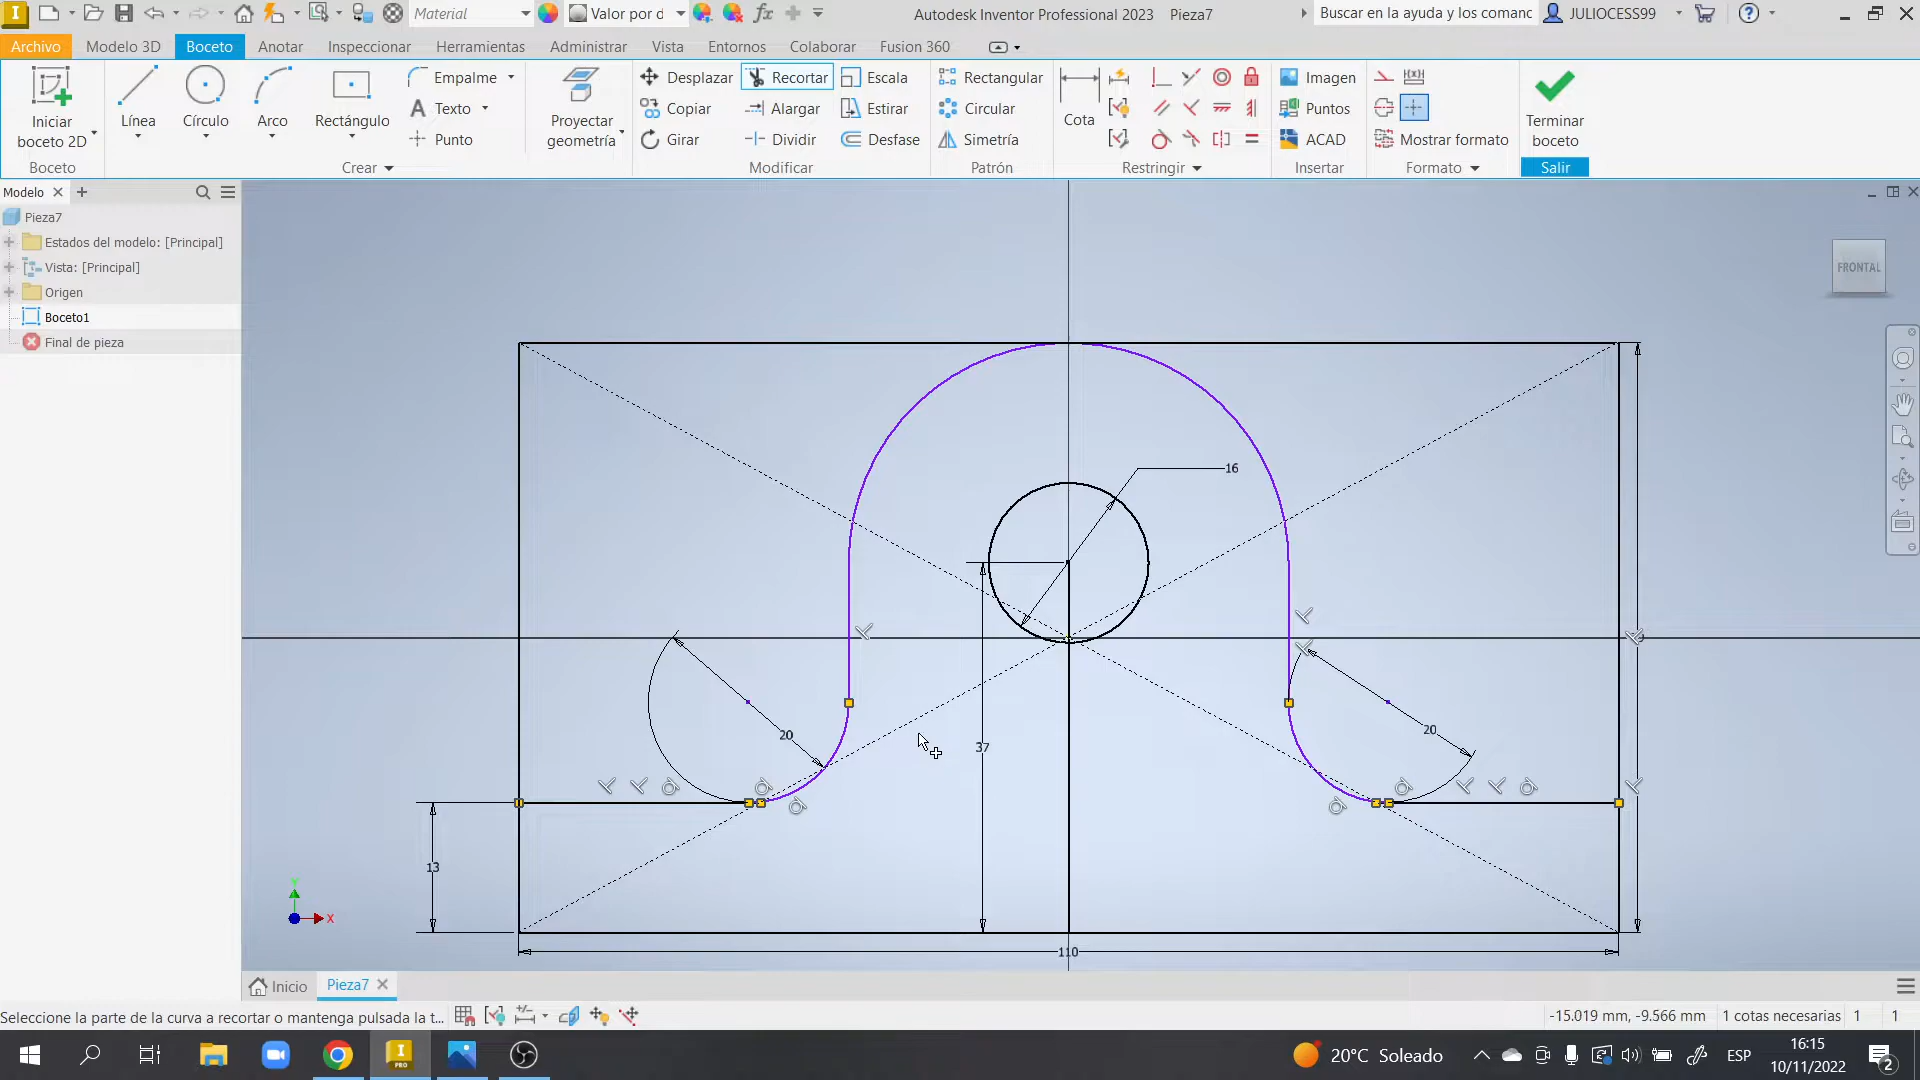 Material
Valor por d
fx
Autodesk Inventor Professional 2023 Pieza7
Buscar en la ayuda y los comanc
JULIOCESS99
Archivo Modelo 3D Boceto Anotar Inspeccionar Herramientas Administrar Vista Entornos Colaborar Fusion 360
Iniciar
boceto 2D
Boceto
Línea
Círculo
Arco
Rectángulo
Empalme
Texto
Punto
Crear
Proyectar
geometría
Desplazar
Copiar
Girar
Recortar
Alargar
Dividir
Escala
Estirar
Desfase
Modificar
Rectangular
Circular
Simetría
Patrón
Cota
Restringir
Imagen
Puntos
ACAD
Insertar
Mostrar formato
Formato
Terminar
boceto
Salir
Modelo
Pieza7
Estados del modelo: [Principal]
Vista: [Principal]
Origen
Boceto1
Final de pieza
FRONTAL
16
20
20
37
13
110
Y
X
Inicio
Pieza7
Seleccione la parte de la curva a recortar o mantenga pulsada la t...
-15.019 mm, -9.566 mm 1 cotas necesarias 1 1
PRO
20°C Soleado
ESP
16:15
10/11/2022
2